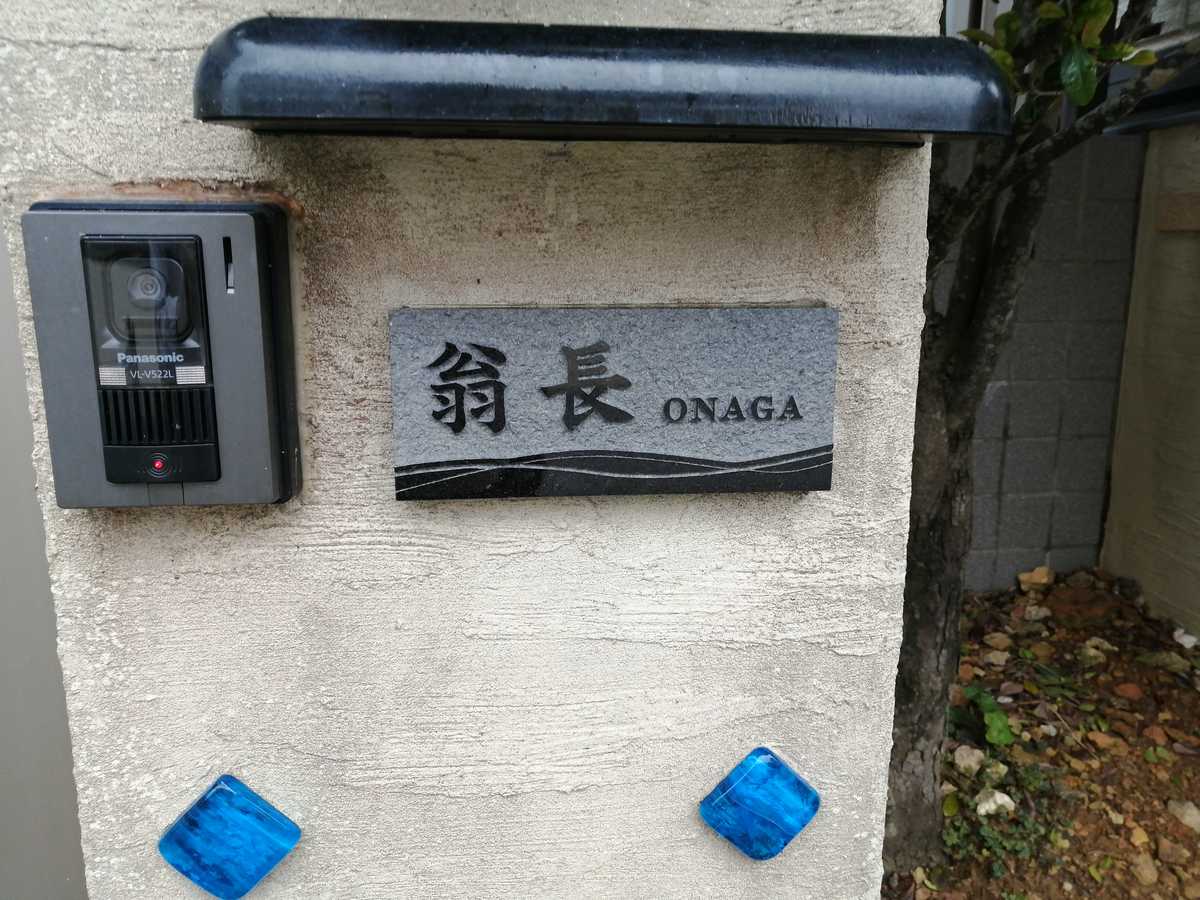 Panasonic
VL-V522L
翁長 ONAGA